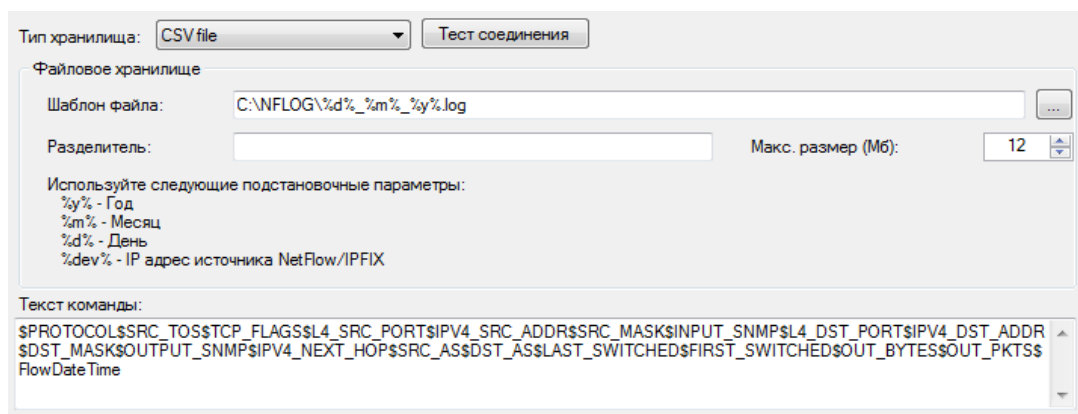 Тип хранилища: CSV file Тест соединения
Файловое хранилище
Шаблон файла: C:\NFLOG\%d%_%m%_%y%.log ...
Разделитель: Макс. размер (Мб): 12
Используйте следующие подстановочные параметры:
%y% - Год
%m% - Месяц
%d% - День
%dev% - IP адрес источника NetFlow/IPFIX
Текст команды:
$PROTOCOL$SRC_TOS$TCP_FLAGS$L4_SRC_PORT$IPV4_SRC_ADDR$SRC_MASK$INPUT_SNMP$L4_DST_PORT$IPV4_DST_ADDR
$DST_MASK$OUTPUT_SNMP$IPV4_NEXT_HOP$SRC_AS$DST_AS$LAST_SWITCHED$FIRST_SWITCHED$OUT_BYTES$OUT_PKTS$
FlowDateTime